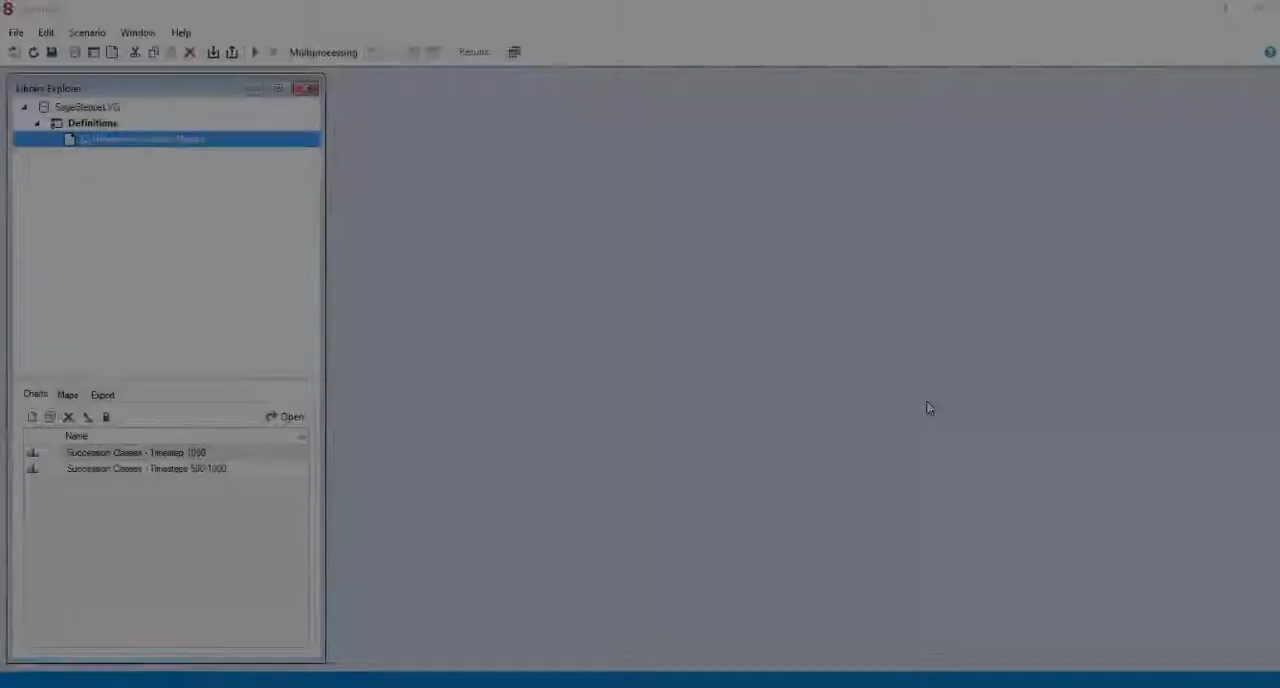 File Edit Scenario Window Help
Multiprocessing
Library Explorer
Definitions
Charts Maps Export
Open
Name
Succession Classes - Timestep 1000
Succession Classes - Timesteps 500-1000